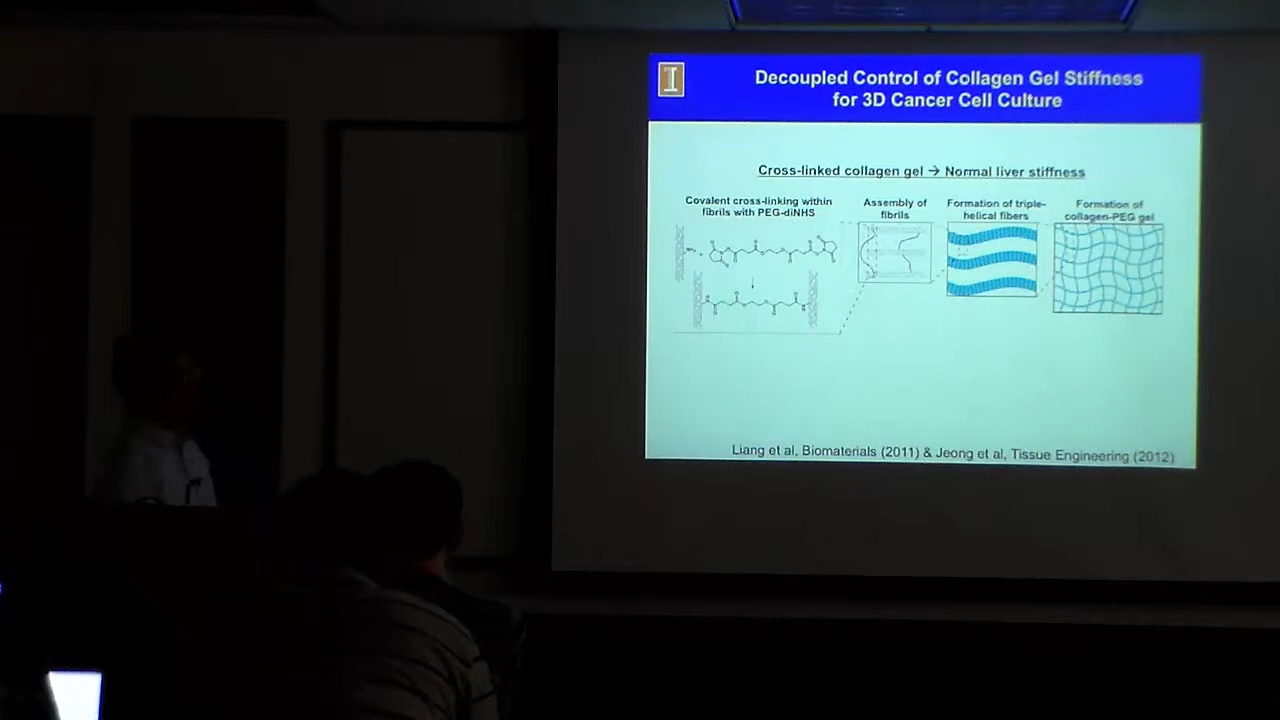 I
Decoupled Control of Collagen Gel Stiffness
for 3D Cancer Cell Culture
Cross-linked collagen gel → Normal liver stiffness
Covalent cross-linking within
fibrils with PEG-diNHS
Assembly of
fibrils
Formation of triple-
helical fibers
Formation of
collagen-PEG gel
Liang et al, Biomaterials (2011) & Jeong et al, Tissue Engineering (2012)